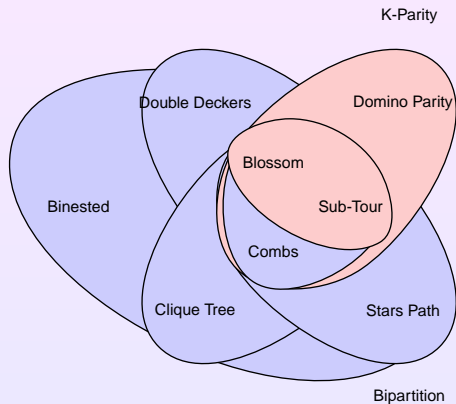 K-Parity
Double Deckers
Domino Parity
Blossom
Binested
Sub-Tour
Combs
Clique Tree
Stars Path
Bipartition